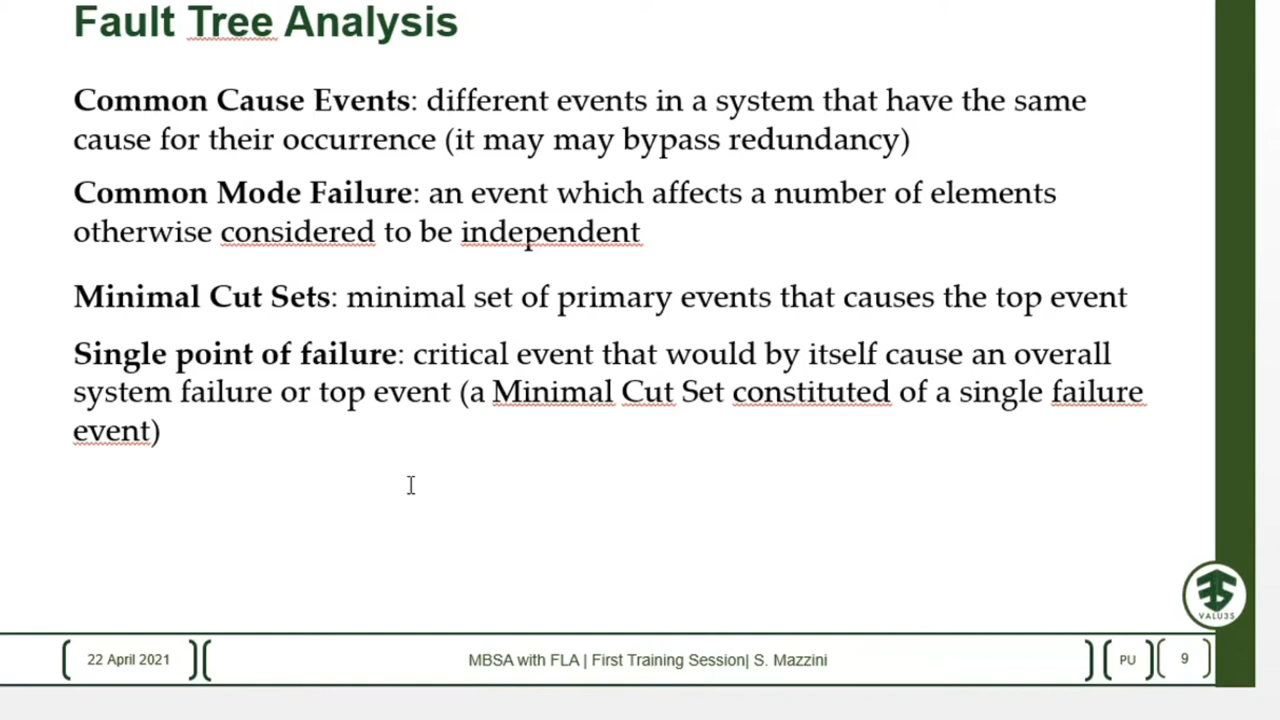 Fault Tree Analysis
Common Cause Events: different events in a system that have the same
cause for their occurrence (it may may bypass redundancy)
Common Mode Failure: an event which affects a number of elements
otherwise considered to be independent
Minimal Cut Sets: minimal set of primary events that causes the top event
Single point of failure: critical event that would by itself cause an overall
system failure or top event (a Minimal Cut Set constituted of a single failure
event)
VALU3S
22 April 2021
MBSA with FLA | First Training Session| S. Mazzini
PU
9